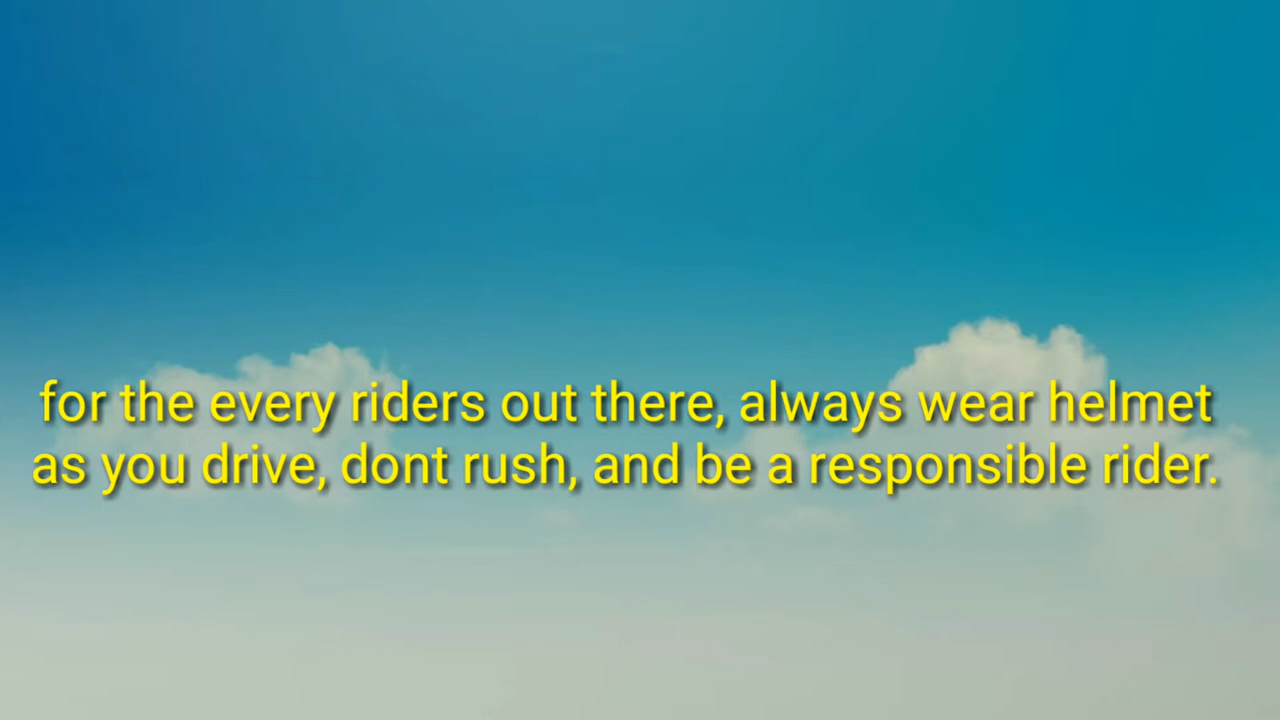 for the every riders out there, always wear helmet
as you drive, dont rush, and be a responsible rider.